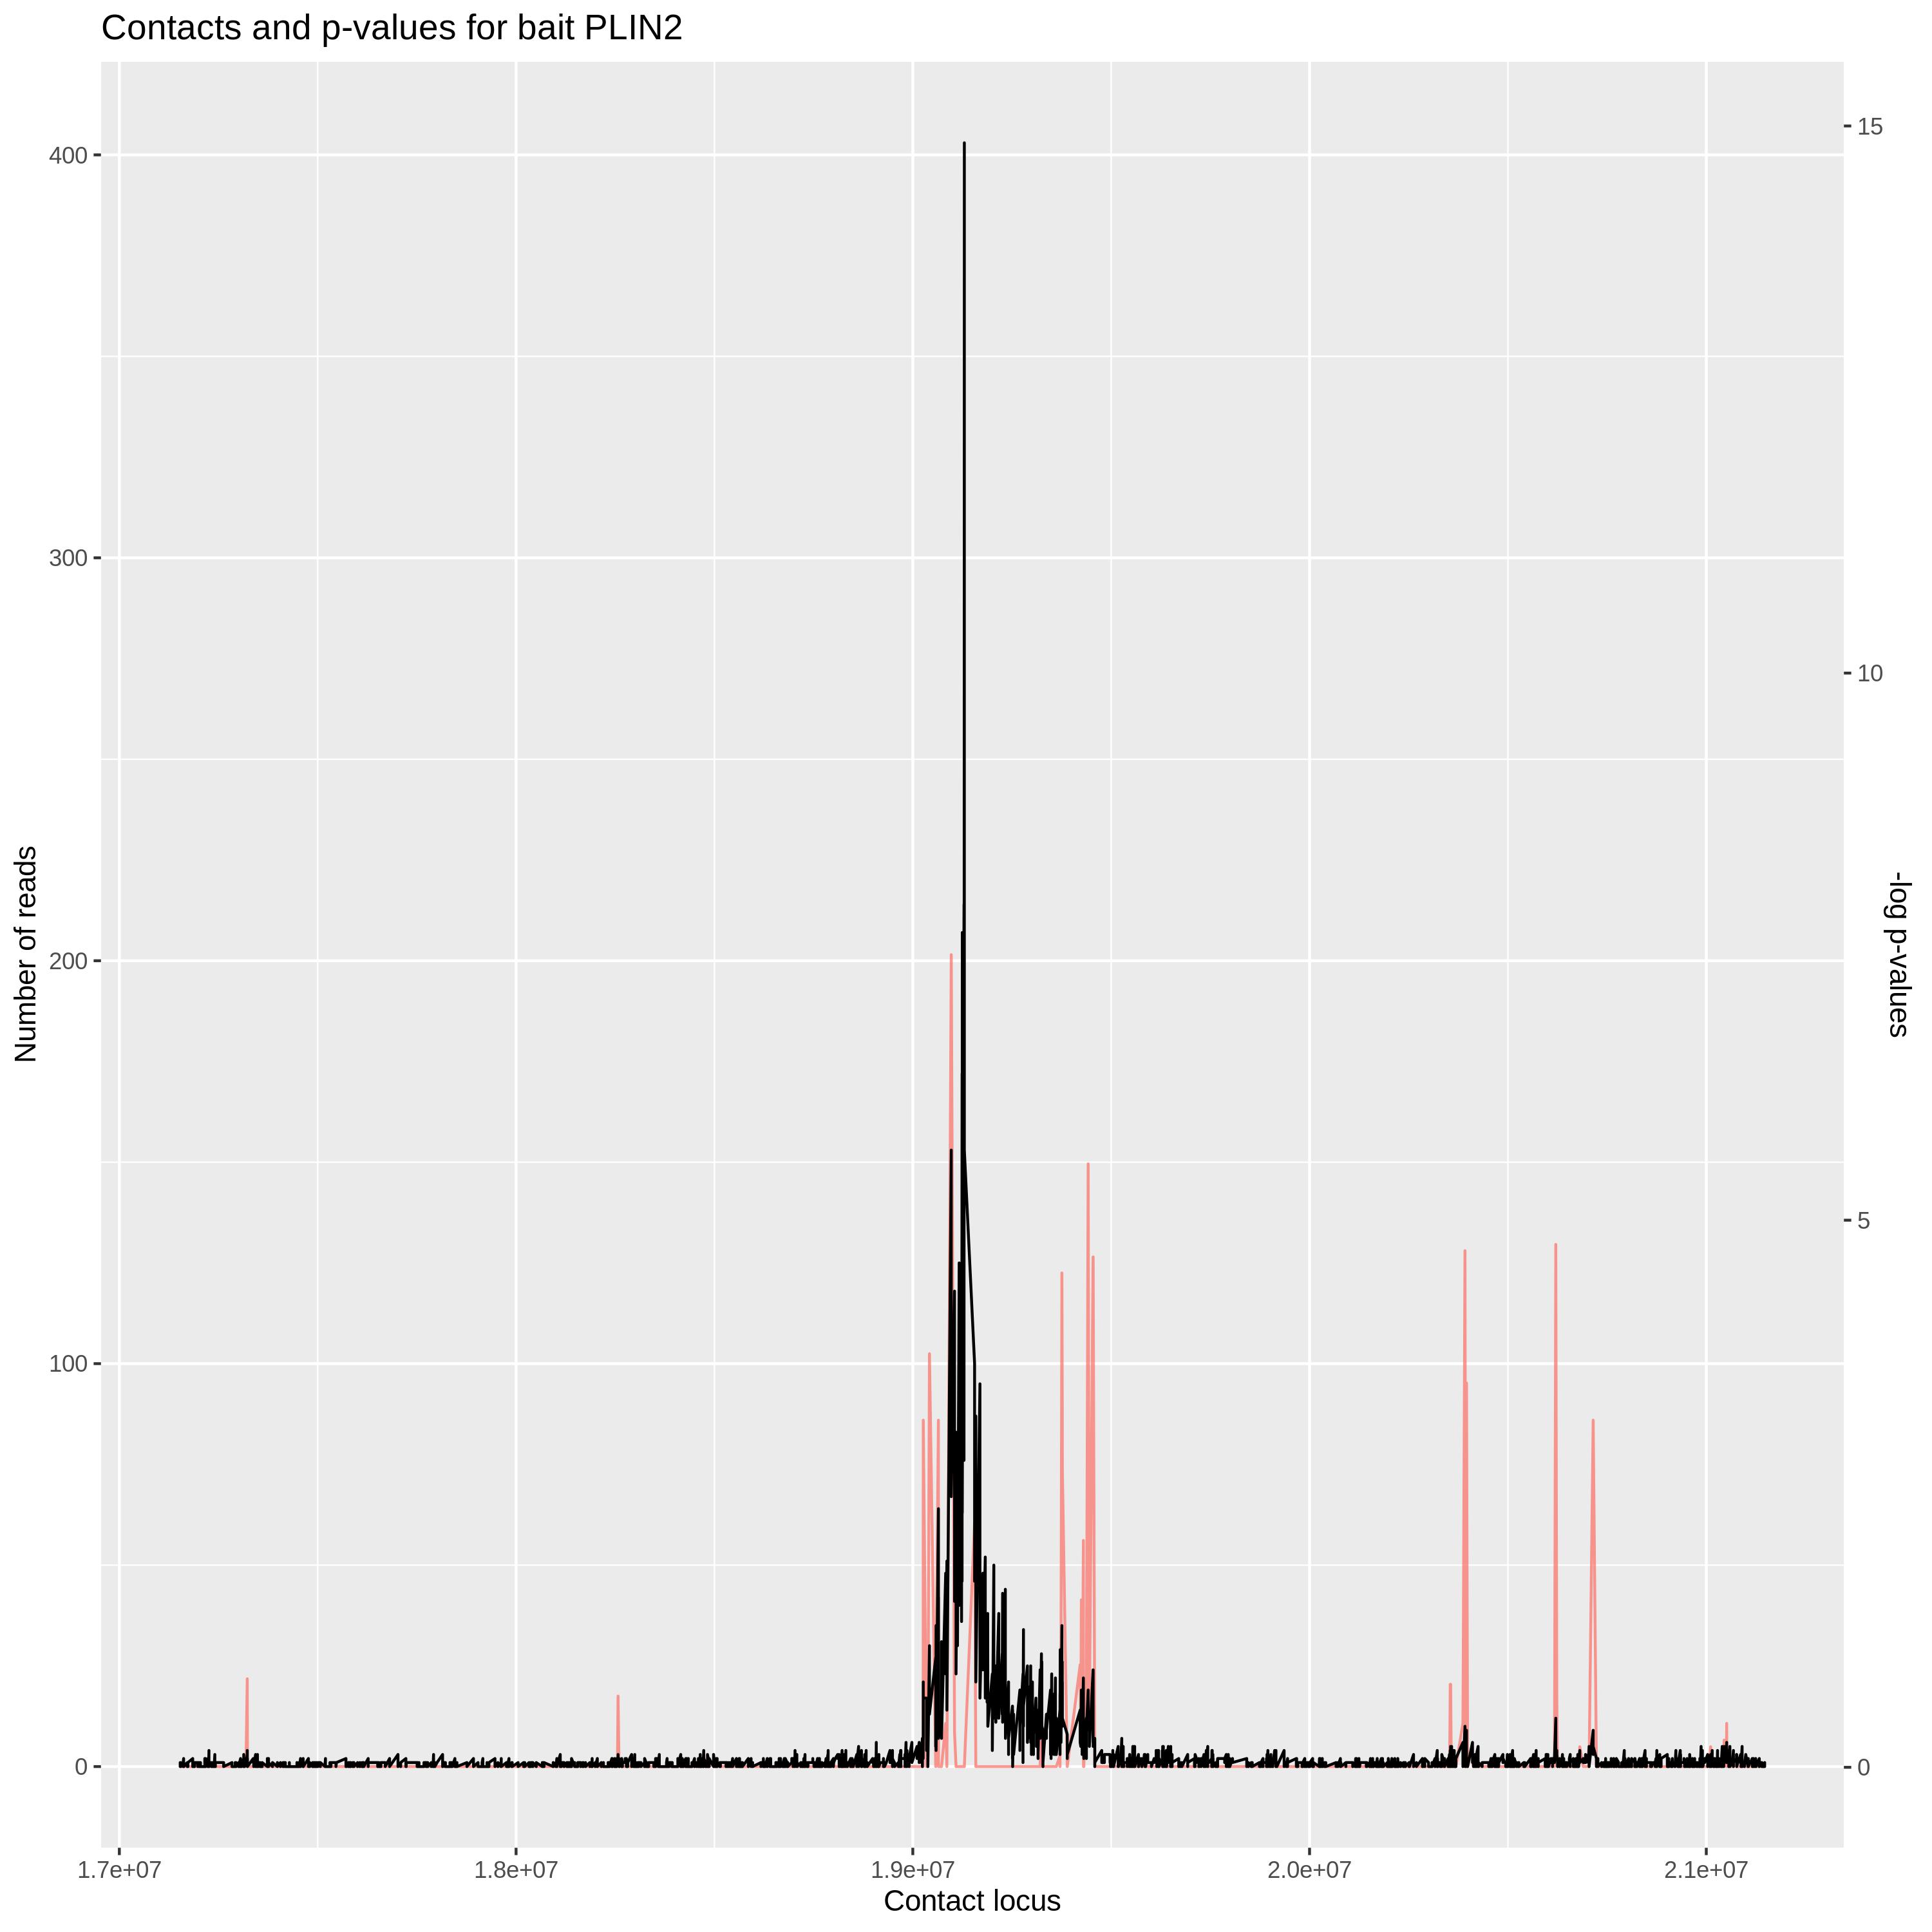 Contacts and p-values for bait PLIN2
400
300
200
100
0
15
10
5
0
Number of reads
-log p-values
1.7e+07
1.8e+07
1.9e+07
2.0e+07
2.1e+07
Contact locus